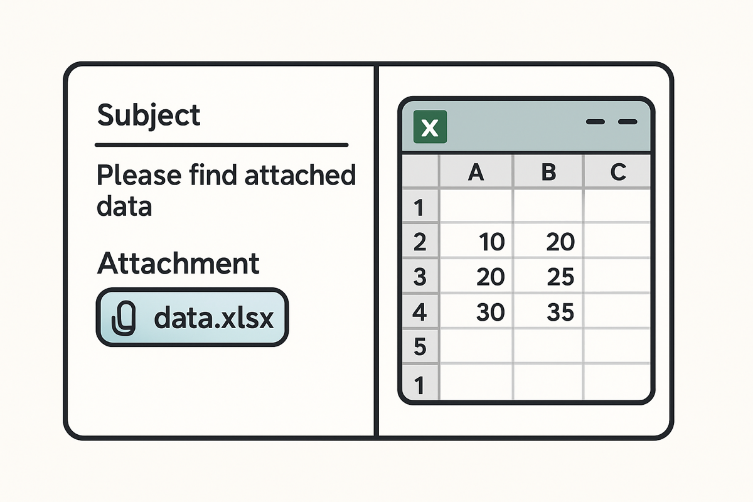 Subject
Please find attached
data
Attachment
data.xlsx
X
A B C
1
2 10 20
3 20 25
4 30 35
5
1